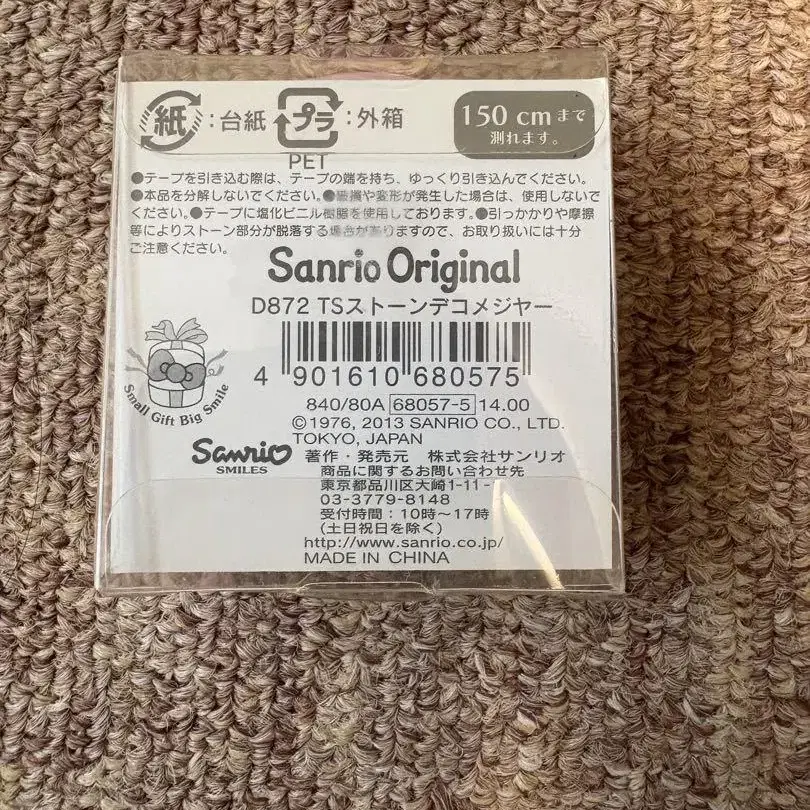 紙:台紙 プラ:外箱
PET
150 cmまで
測れます。
●テープを引き込む際は、テープの端を持ち、ゆっくり引き込んでください。
●本品を分解しないでください。●破損や変形が発生した場合は、使用しないで
ください。●テープに塩化ビニル樹脂を使用しております。●引っかかりや摩擦
等によりストーン部分が脱落する場合がありますので、お取り扱いには十分
ご注意ください。
Sanrio Original
D872 TSストーンデコメジャー
4 901610 680575
Small Gift Big Smile
840/80A 68057-5 14.00
©1976, 2013 SANRIO CO., LTD.
TOKYO, JAPAN
Sanrio
SMILES
著作・発売元 株式会社サンリオ
商品に関するお問い合わせ先
東京都品川区大崎1-11-
03-3779-8148
受付時間:10時~17時
(土日祝日を除く)
http://www.sanrio.co.jp/
MADE IN CHINA